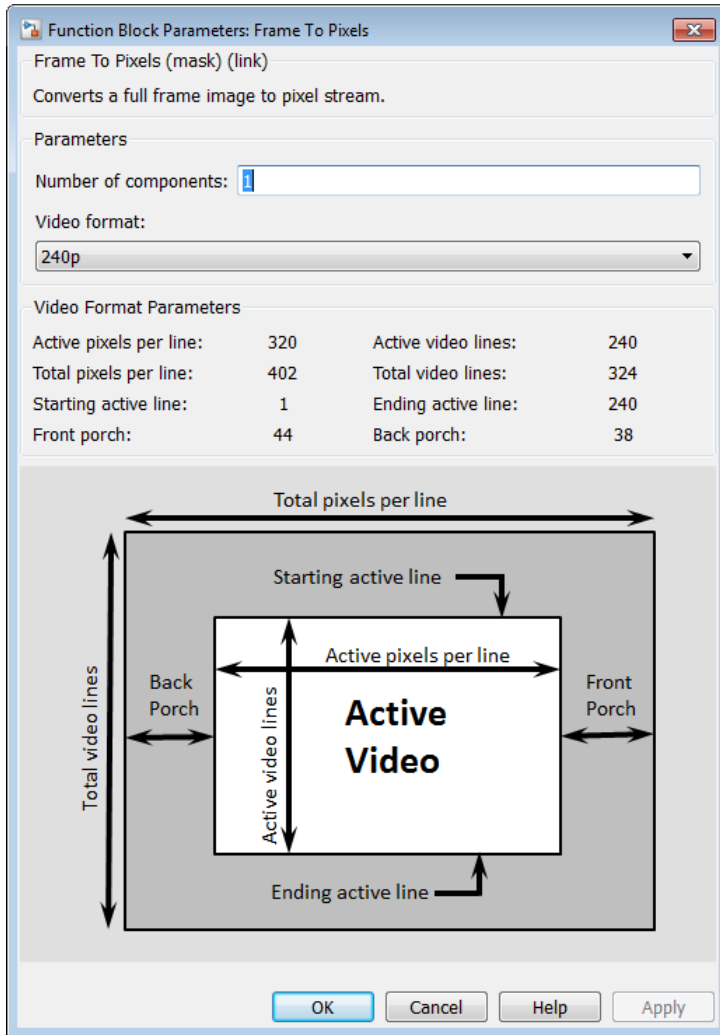 Function Block Parameters: Frame To Pixels
Frame To Pixels (mask) (link)
Converts a full frame image to pixel stream.
Parameters
Number of components: 1
Video format:
240p
Video Format Parameters
Active pixels per line: 320 Active video lines: 240
Total pixels per line: 402 Total video lines: 324
Starting active line: 1 Ending active line: 240
Front porch: 44 Back porch: 38
Total pixels per line
Starting active line
Active pixels per line
Back
Porch
Front
Porch
Active
Video
Total video lines
Active video lines
Ending active line
OK Cancel Help Apply